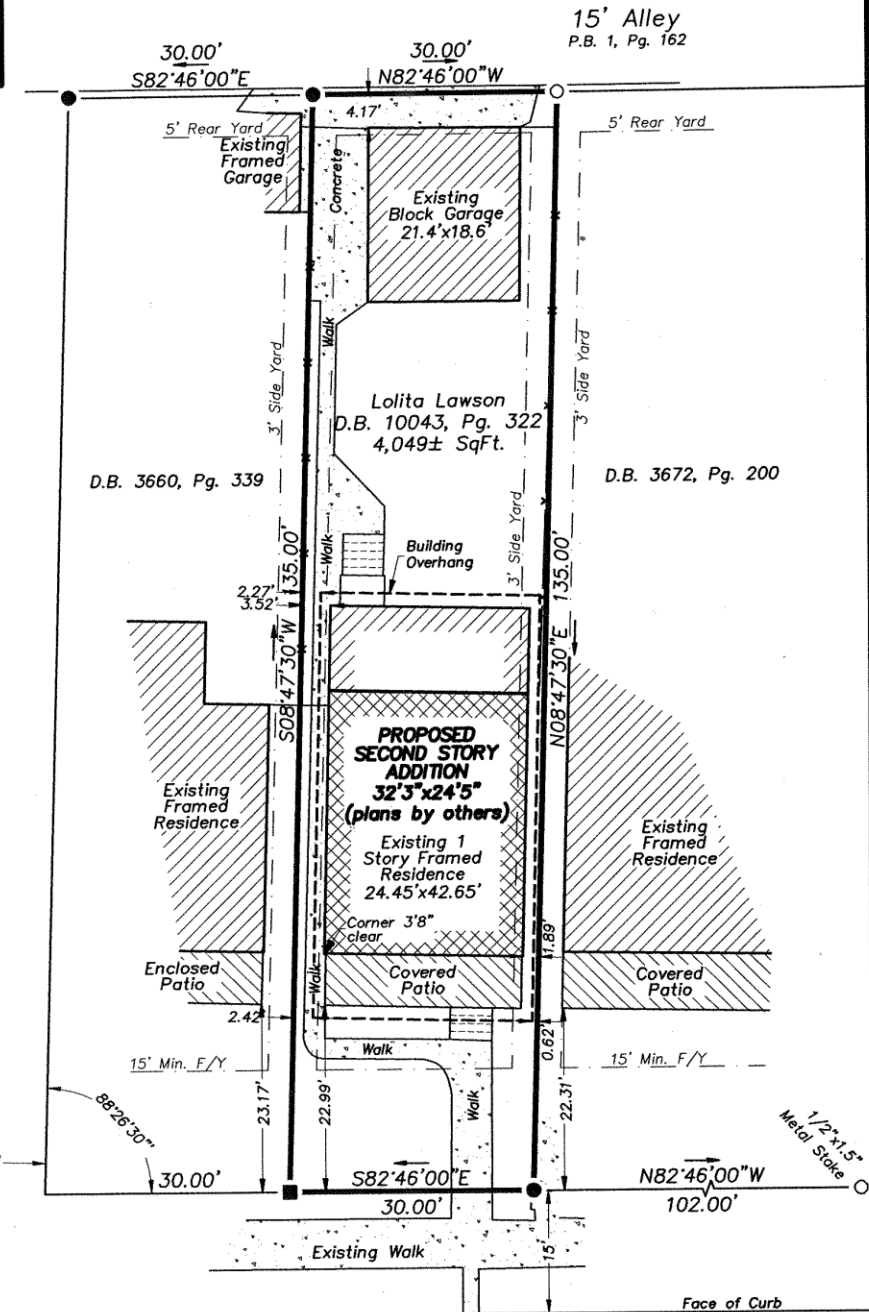 15' Alley
P.B. 1, Pg. 162
30.00'
30.00'
S82°46'00"E
N82°46'00"W
4.17'
5' Rear Yard
5' Rear Yard
Existing
Framed
Garage
Concrete
Existing
Block Garage
21.4'x18.6'
Walk
3' Side Yard
3' Side Yard
Lolita Lawson
D.B. 10043, Pg. 322
4,049± SqFt.
D.B. 3660, Pg. 339
D.B. 3672, Pg. 200
3' Side Yard
Walk
Building
Overhang
135.00'
135.00'
2.27'
3.52'
S08°47'30"W
N08°47'30"E
PROPOSED
SECOND STORY
ADDITION
32'3"x24'5"
(plans by others)
Existing
Framed
Residence
Existing 1
Story Framed
Residence
24.45'x42.65'
Existing
Framed
Residence
Corner 3'8"
clear
1.89'
Enclosed
Patio
Walk
Covered
Patio
Covered
Patio
2.42'
0.62'
15' Min. F/Y
Walk
15' Min. F/Y
88°26'30"
23.17'
22.99'
Walk
22.31'
1/2"x1.5"
Metal Stake
30.00'
S82°46'00"E
N82°46'00"W
30.00'
102.00'
Existing Walk
15'
Face of Curb